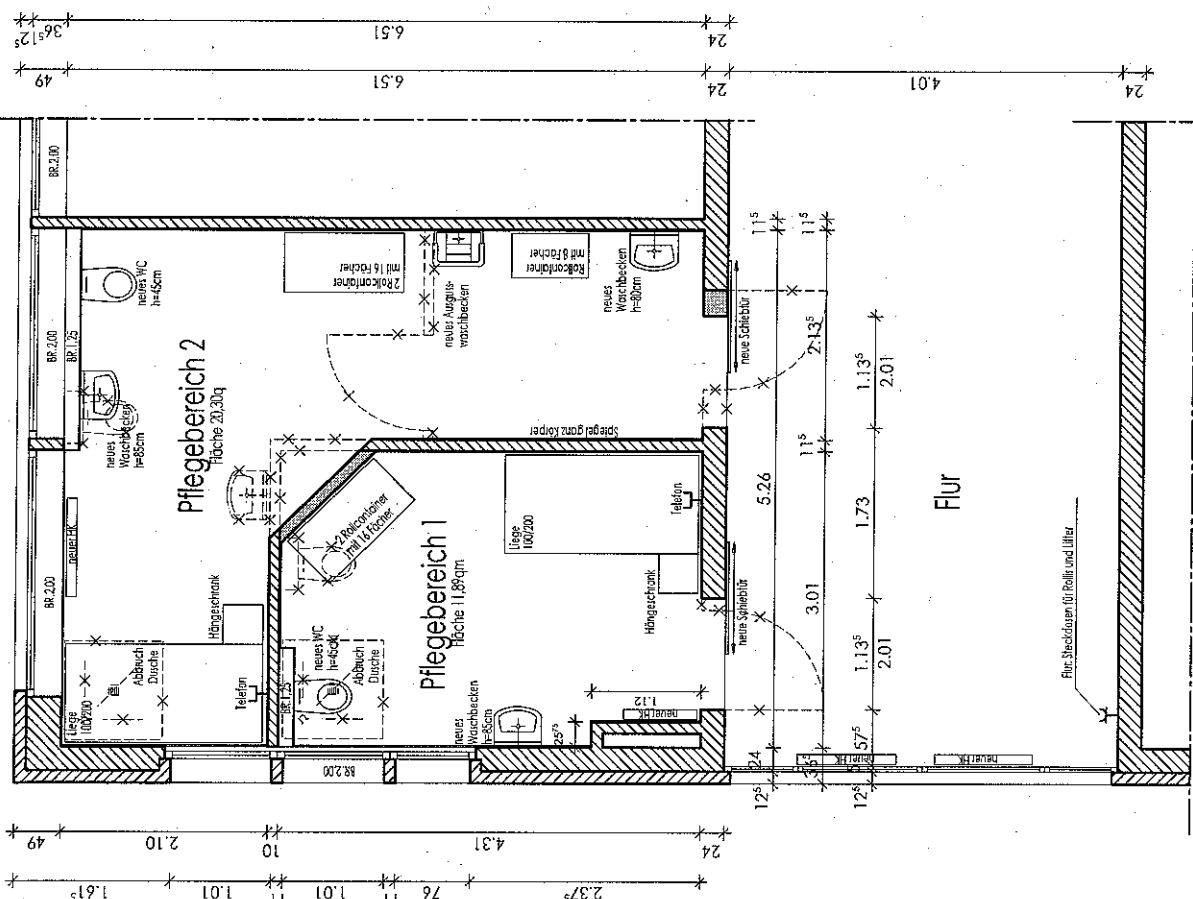 36⁵
12⁵
6.51
24
49
6.51
24
4.01
24
BR.2,00
BR.2,00
BR.1,25
BR.2,00
neues WC
h=45cm
2 Rollcontainer
mit 16 Fächer
neues Ausguss-
waschbecken
Rollcontainer
mit 8 Fächer
neues
Waschbecken
h=80cm
neues
Waschbecken
h=85cm
Pflegebereich 2
Fläche 20,30q
Spiegel ganz Körper
neue Schiebtür
neuer HK
2 Rollcontainer
mit 16 Fächer
Liege
100/200
Telefon
Hängeschrank
Hängeschrank
Pflegebereich 1
Fläche 11,89qm
neues WC
h=45cm
Abbruch
Dusche
BR.1,25
Liege
100/200
Abbruch
Dusche
Telefon
neues
Waschbecken
h=85cm
neuer HK
neue Schiebtür
1.12
25⁷⁵
BR.2,00
11⁵
11⁵
2.13⁵
1.13⁵
2.01
5.26
11⁵
1.73
3.01
1.13⁵
2.01
24
36⁵
57⁵
12⁵
12⁵
Flur
Flur: Steckdosen für Rollis und Lifter
neuer HK
neuer HK
49
2.10
10
4.31
24
1.61⁵
1.01
1.01
76
2.37⁵